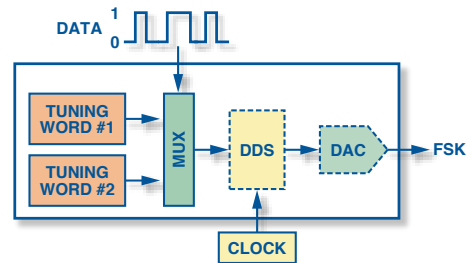 DATA
1
0
TUNING
WORD #1
TUNING
WORD #2
MUX
DDS
DAC
FSK
CLOCK